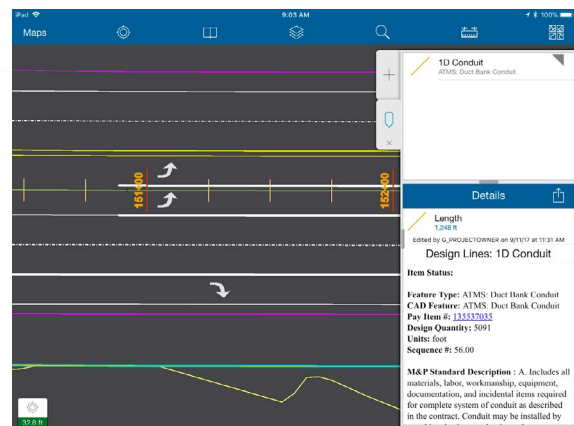 iPad 9:03 AM 100%
Maps
1D Conduit
ATMS: Duct Bank Conduit
151+00
152+00
Details
Length
1,248 ft
Edited by G_PROJECTOWNER on 9/11/17 at 11:31 AM
Design Lines: 1D Conduit
Item Status:
Feature Type: ATMS: Duct Bank Conduit
CAD Feature: ATMS: Duct Bank Conduit
Pay Item #: 135537035
Design Quantity: 5091
Units: foot
Sequence #: 56.00
M&P Standard Description : A. Includes all
materials, labor, workmanship, equipment,
documentation, and incidental items required
for complete system of conduit as described
in the contract. Conduit may be installed by
32.8 ft